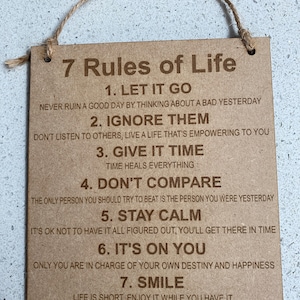 7 Rules of Life
1. LET IT GO
NEVER RUIN A GOOD DAY BY THINKING ABOUT A BAD YESTERDAY
2. IGNORE THEM
DON'T LISTEN TO OTHERS, LIVE A LIFE THAT'S EMPOWERING TO YOU
3. GIVE IT TIME
TIME HEALS EVERYTHING
4. DON'T COMPARE
THE ONLY PERSON YOU SHOULD TRY TO BEAT IS THE PERSON YOU WERE YESTERDAY
5. STAY CALM
IT'S OK NOT TO HAVE IT ALL FIGURED OUT, YOU'LL GET THERE IN TIME
6. IT'S ON YOU
ONLY YOU ARE IN CHARGE OF YOUR OWN DESTINY AND HAPPINESS
7. SMILE
LIFE IS SHORT, ENJOY IT WHILE YOU HAVE IT